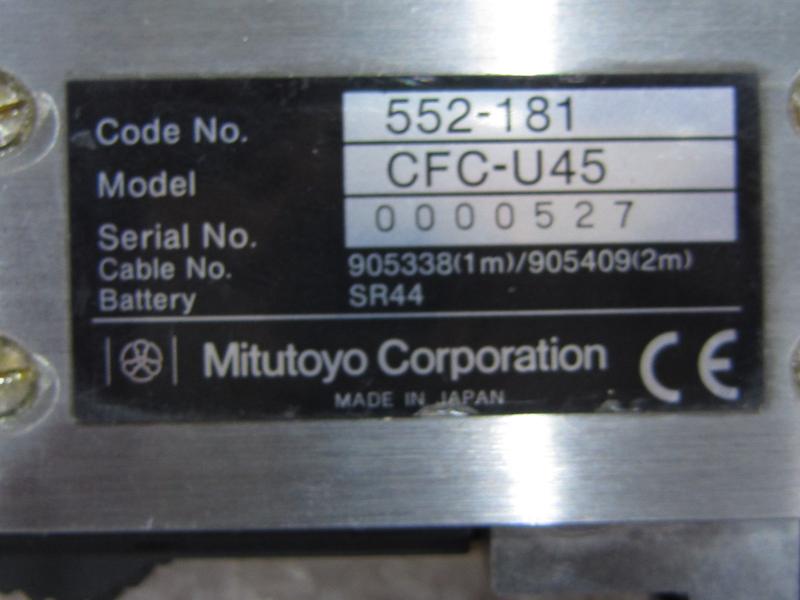 Code No. 552-181
Model CFC-U45
Serial No. 0000527
Cable No. 905338(1m)/905409(2m)
Battery SR44
Mitutoyo Corporation CE
MADE IN JAPAN